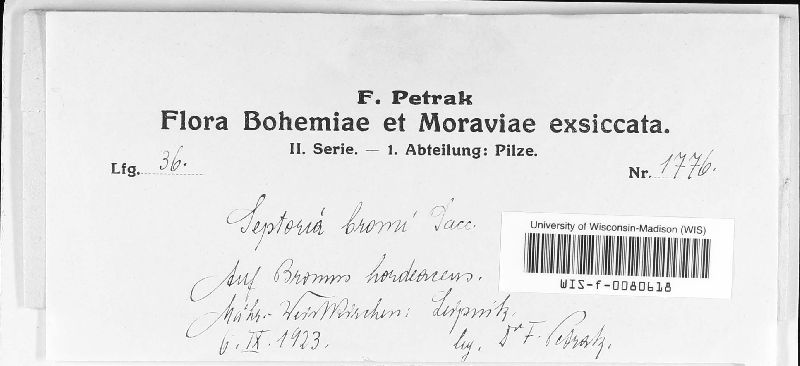 F. Petrak
Flora Bohemiae et Moraviae exsiccata.
II. Serie. — 1. Abteilung: Pilze.
Lfg. 36.
Nr. 1776.
Septoria bromi Sacc.
University of Wisconsin-Madison (WIS)
WIS-f-0080618
Auf Bromus hordeaceus.
Mähr.-Weisskirchen: Leipnik.
6. IX. 1923.
lg. Dr F. Petrak.